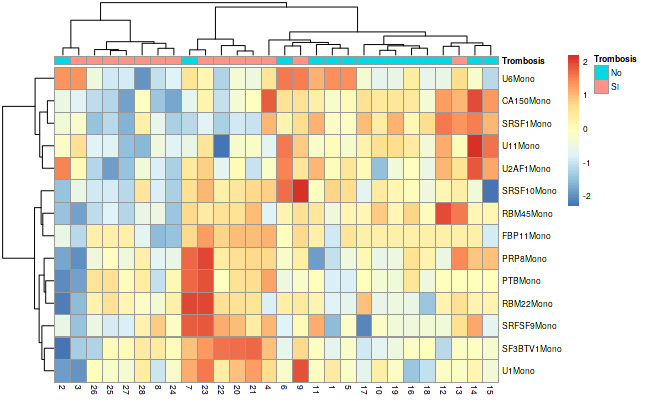 Trombosis
2
1
0
-1
-2
Trombosis
No
SI
U6Mono
CA150Mono
SRSF1Mono
U11Mono
U2AF1Mono
SRSF10Mono
RBM45Mono
FBP11Mono
PRP8Mono
PTBMono
RBM22Mono
SRFSF9Mono
SF3BTV1Mono
U1Mono
2 3 26 25 27 28 8 24 7 23 22 20 21 4 6 9 11 1 5 17 10 19 16 18 12 13 14 15